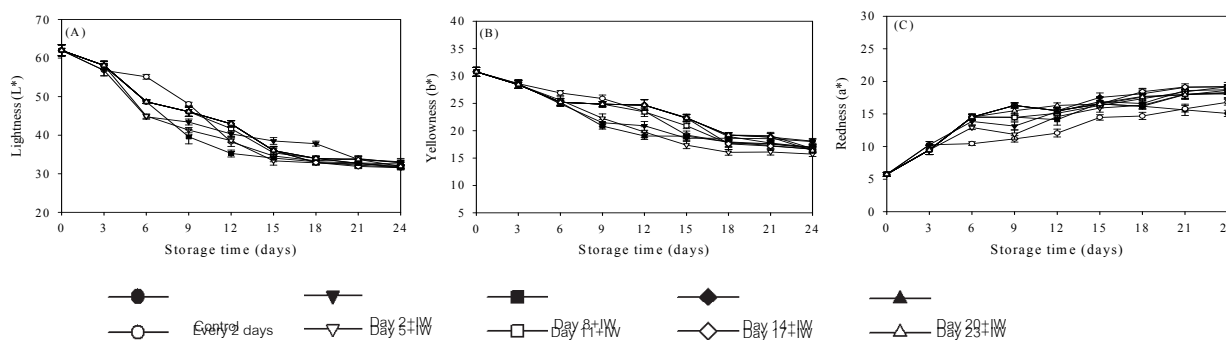 (A)
Lightness (L*)
70
60
50
40
30
20
0 3 6 9 12 15 18 21 24
Storage time (days)
(B)
Yellowness (b*)
40
35
30
25
20
15
10
5
0 3 6 9 12 15 18 21 24
Storage time (days)
(C)
Redness (a*)
30
25
20
15
10
5
0
0 3 6 9 12 15 18 21
Storage time (days)
Control Day 2+IW Day 8+IW Day 14+IW Day 20+IW
Every 2 days Day 5+IW Day 11+IW Day 17+IW Day 23+IW